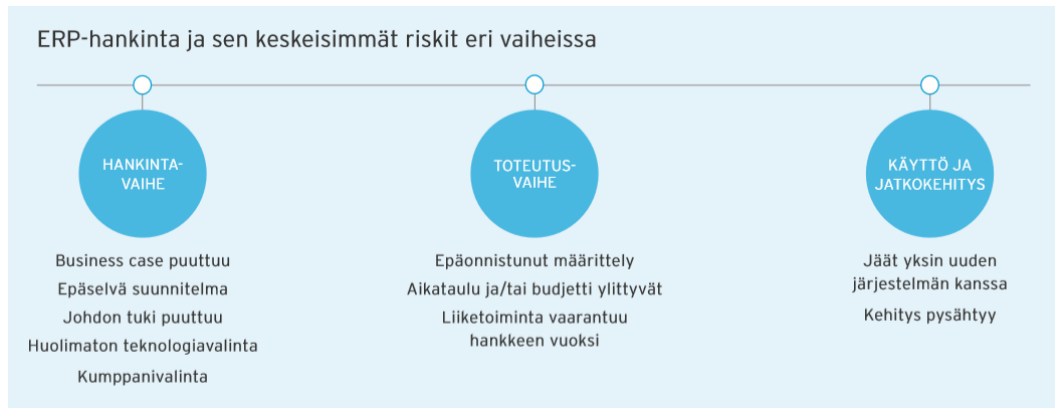 ERP-hankinta ja sen keskeisimmät riskit eri vaiheissa
HANKINTA-
VAIHE
Business case puuttuu
Epäselvä suunnitelma
Johdon tuki puuttuu
Huolimaton teknologiavalinta
Kumppanivalinta
TOTEUTUS-
VAIHE
Epäonnistunut määrittely
Aikataulu ja/tai budjetti ylittyvät
Liiketoiminta vaarantuu
hankkeen vuoksi
KÄYTTÖ JA
JATKOKEHITYS
Jäät yksin uuden
järjestelmän kanssa
Kehitys pysähtyy